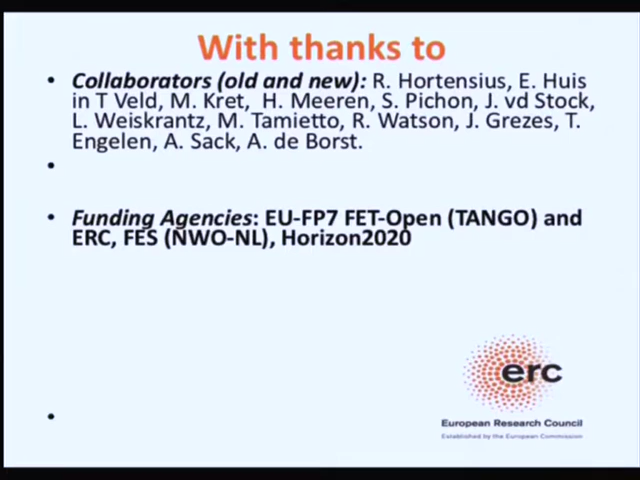 With thanks to
• Collaborators (old and new): R. Hortensius, E. Huis
in T Veld, M. Kret, H. Meeren, S. Pichon, J. vd Stock,
L. Weiskrantz, M. Tamietto, R. Watson, J. Grezes, T.
Engelen, A. Sack, A. de Borst.
•
• Funding Agencies: EU-FP7 FET-Open (TANGO) and
ERC, FES (NWO-NL), Horizon2020
•
erc
European Research Council
Established by the European Commission